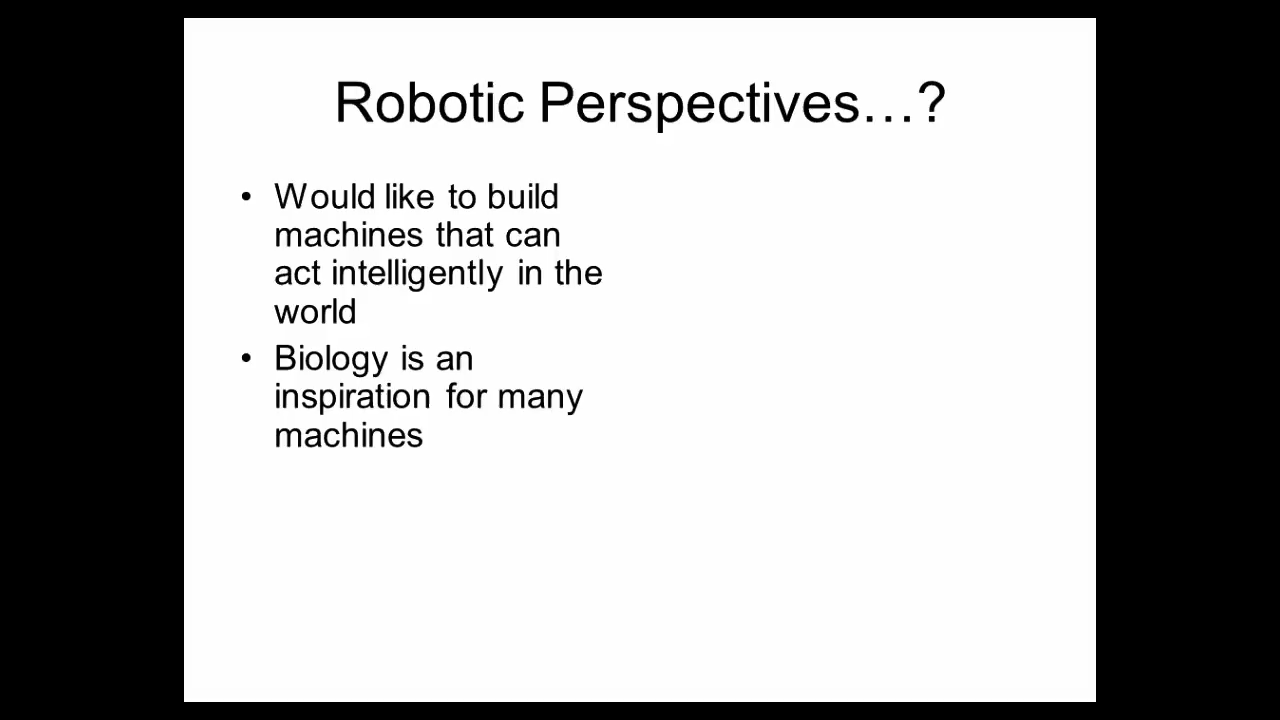 Robotic Perspectives…?
• Would like to build
machines that can
act intelligently in the
world
• Biology is an
inspiration for many
machines